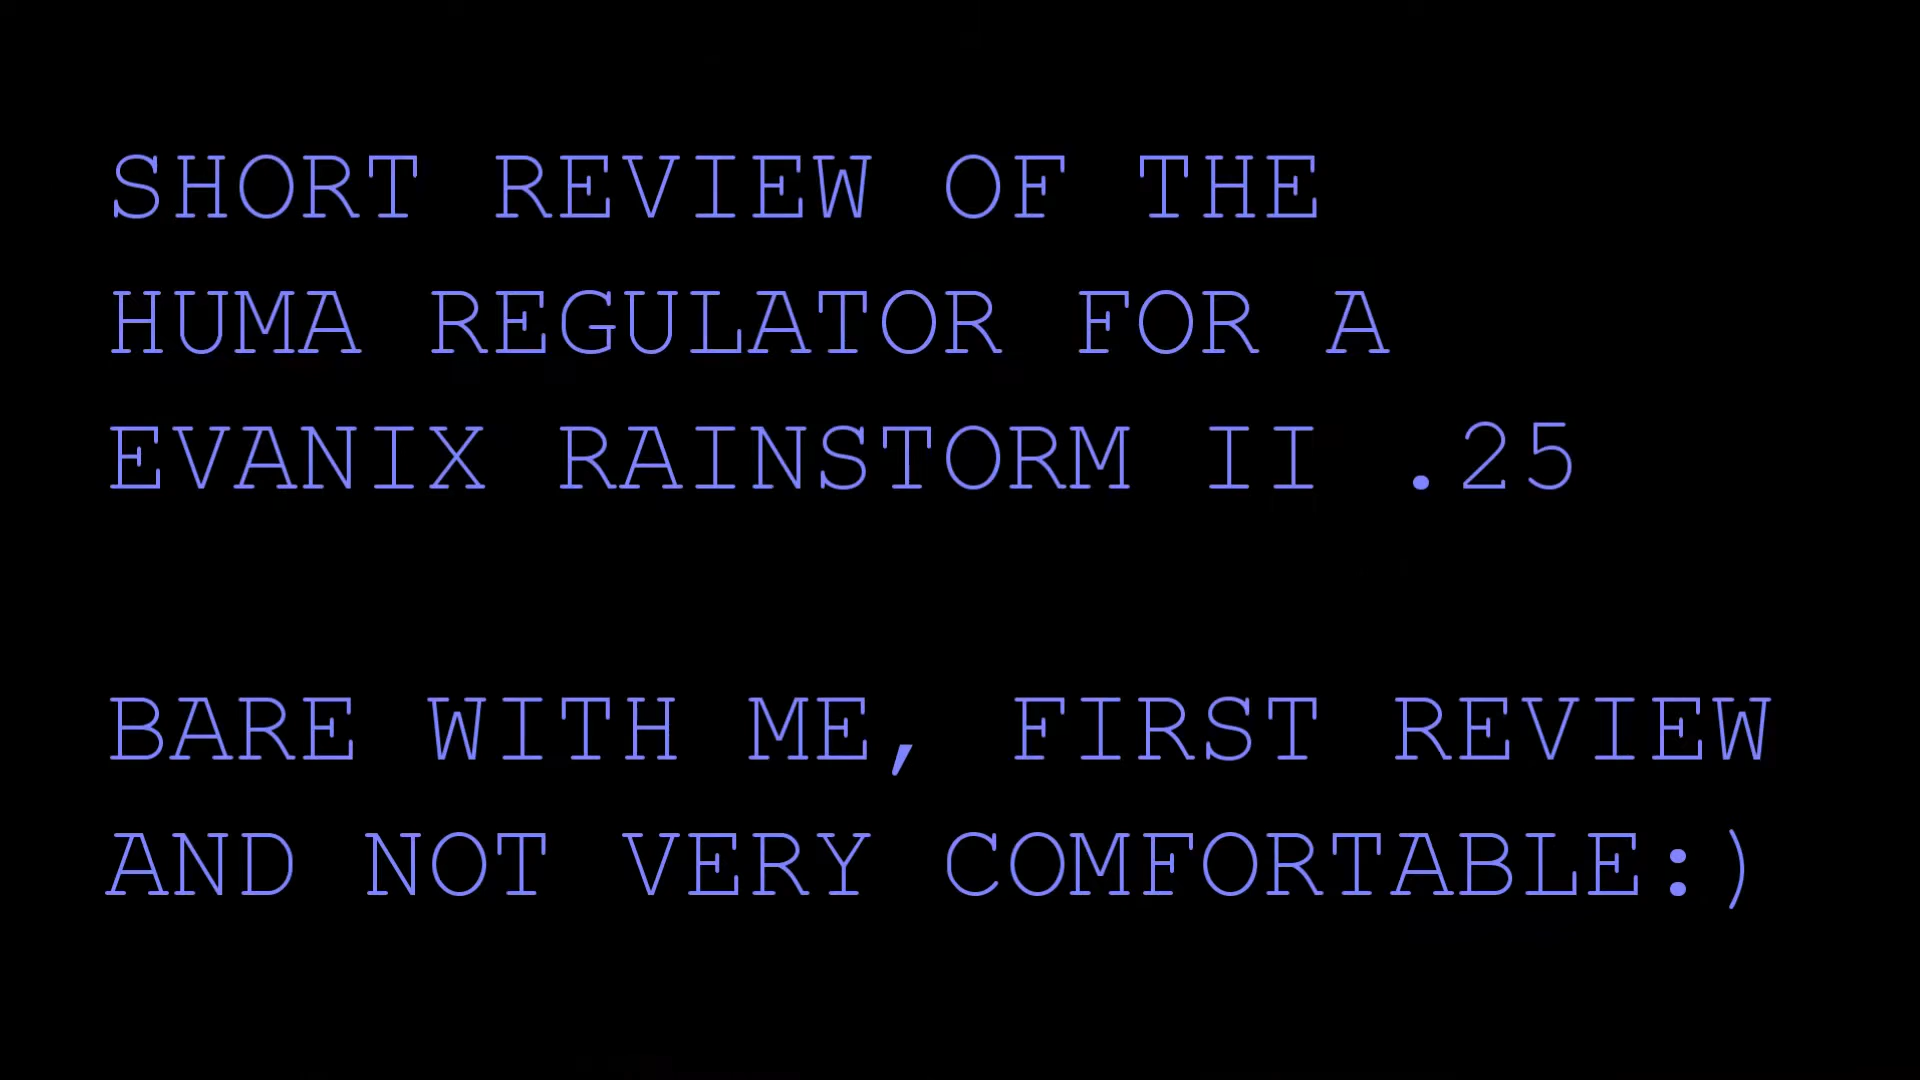 SHORT REVIEW OF THE
HUMA REGULATOR FOR A
EVANIX RAINSTORM II .25
BARE WITH ME, FIRST REVIEW
AND NOT VERY COMFORTABLE:)